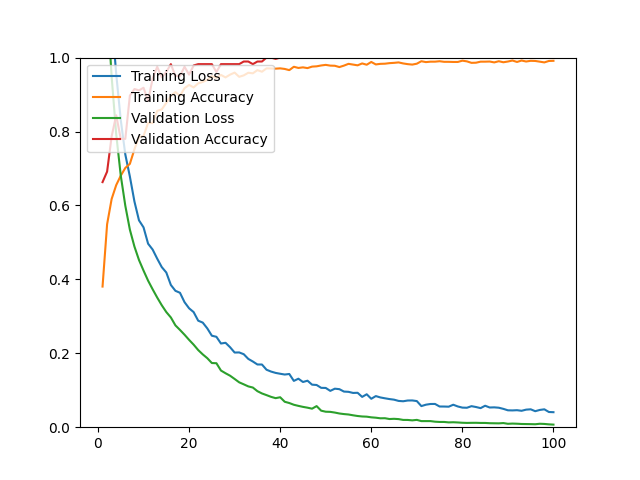 1.0
0.8
0.6
0.4
0.2
0.0
Training Loss
Training Accuracy
Validation Loss
Validation Accuracy
0 20 40 60 80 100